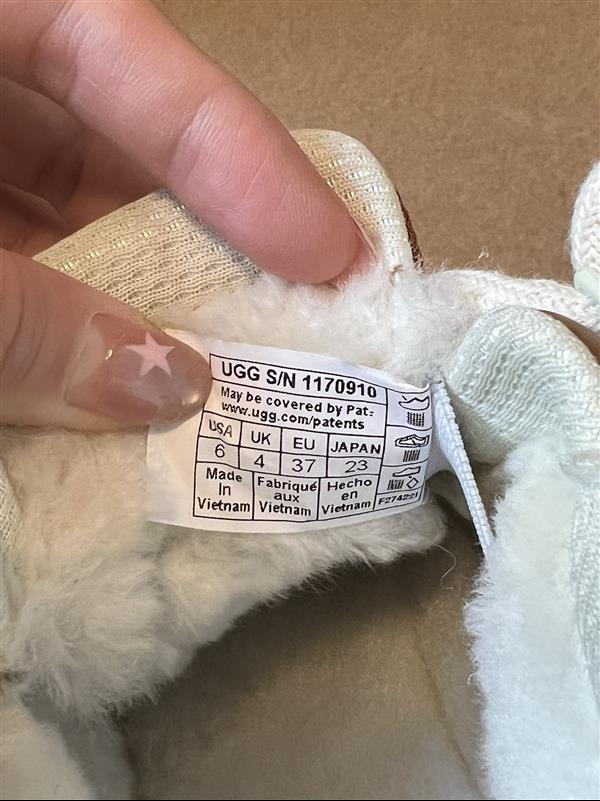 UGG S/N 1170910
May be covered by Pat.:
www.ugg.com/patents
USA UK EU JAPAN
6 4 37 23
Made in Vietnam
Fabriqué aux Vietnam
Hecho en Vietnam
F27422I